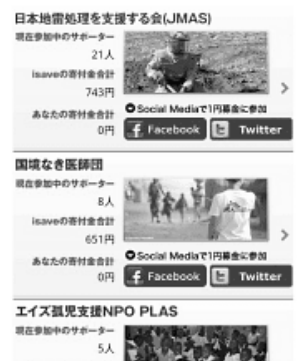 日本地雷処理を支援する会(JMAS)
現在参加中のサポーター
21人
isaveの寄付金合計
743円
あなたの寄付金合計
0円
Social Mediaで1円募金に参加
Facebook
Twitter
国境なき医師団
現在参加中のサポーター
8人
isaveの寄付金合計
651円
あなたの寄付金合計
0円
Social Mediaで1円募金に参加
Facebook
Twitter
エイズ孤児支援NPO PLAS
現在参加中のサポーター
5人